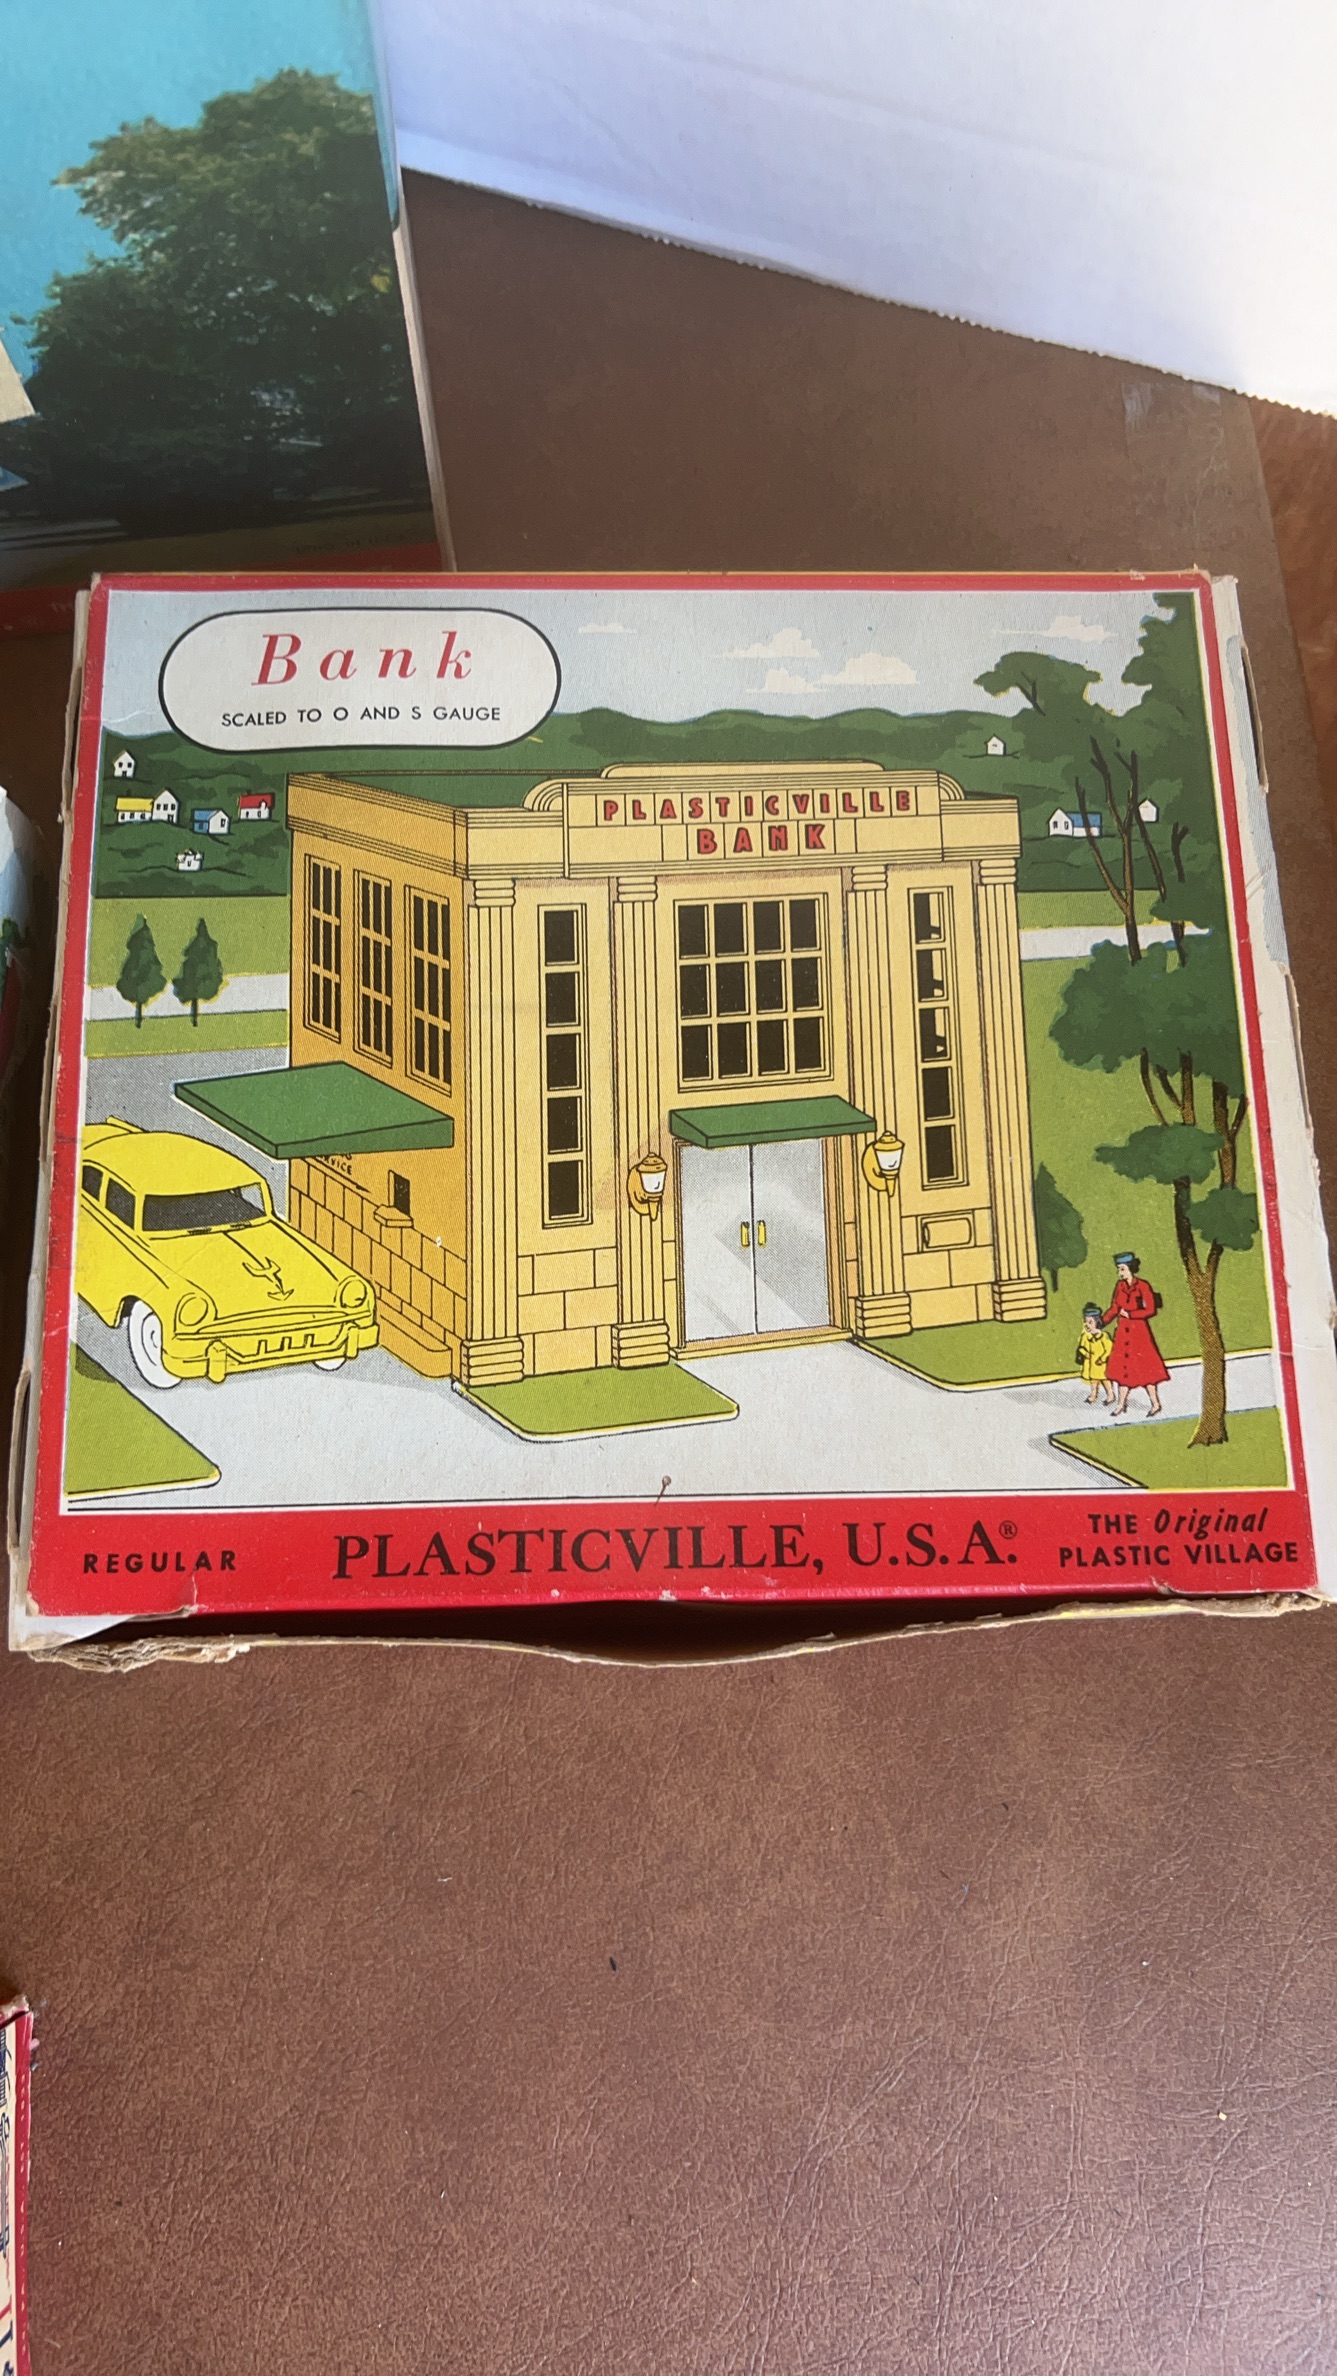 Bank
SCALED TO O AND S GAUGE
PLASTICVILLE
BANK
REGULAR
PLASTICVILLE, U.S.A.®
THE Original
PLASTIC VILLAGE